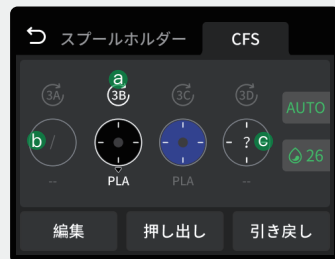 スプールホルダー CFS
a
3A 3B 3C 3D
AUTO
b / ? c
26
-- PLA PLA --
編集 押し出し 引き戻し